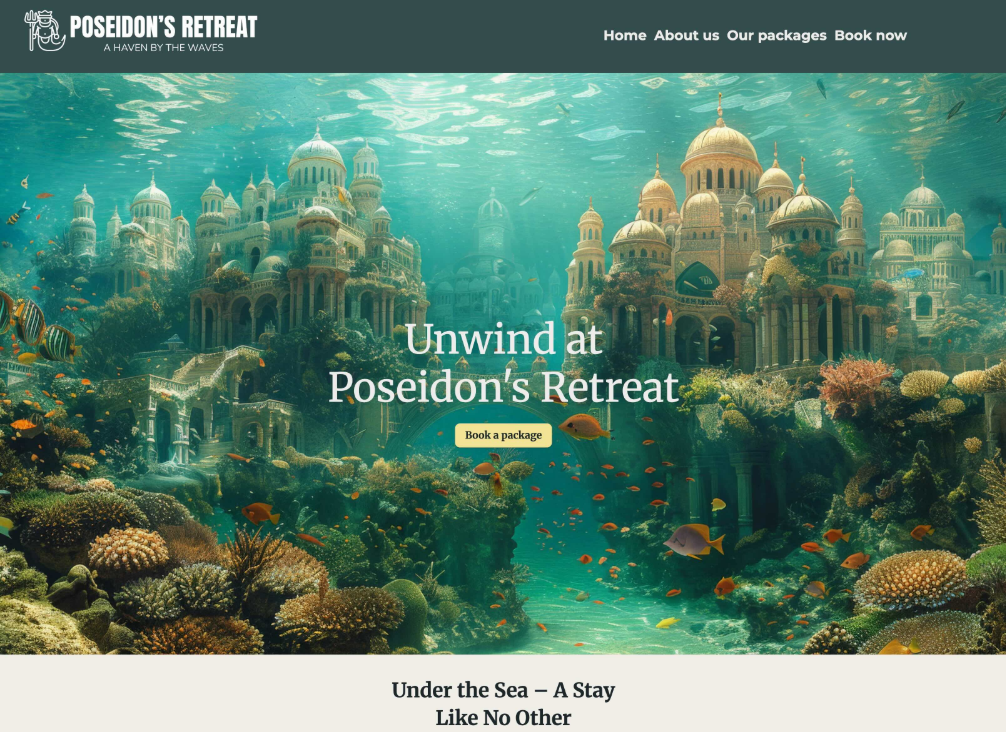 POSEIDON'S RETREAT
A HAVEN BY THE WAVES
Home About us Our packages Book now
Unwind at
Poseidon's Retreat
Book a package
Under the Sea – A Stay
Like No Other